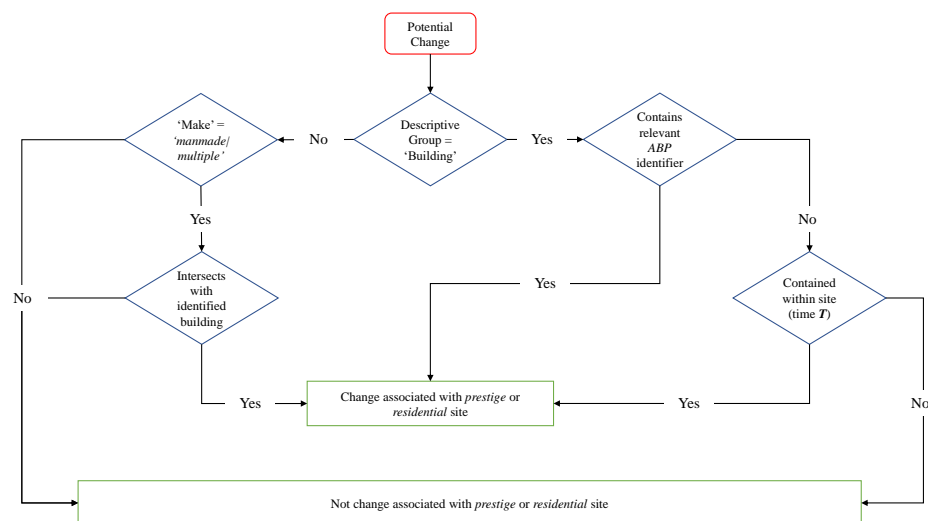 Potential
Change
‘Make’ =
‘manmade/
multiple’
No
Descriptive
Group =
‘Building’
Yes
Contains
relevant
ABP
identifier
Yes
No
Intersects
with
identified
building
No
Yes
Contained
within site
(time T)
Yes
Change associated with prestige or
residential site
Yes
No
Not change associated with prestige or residential site